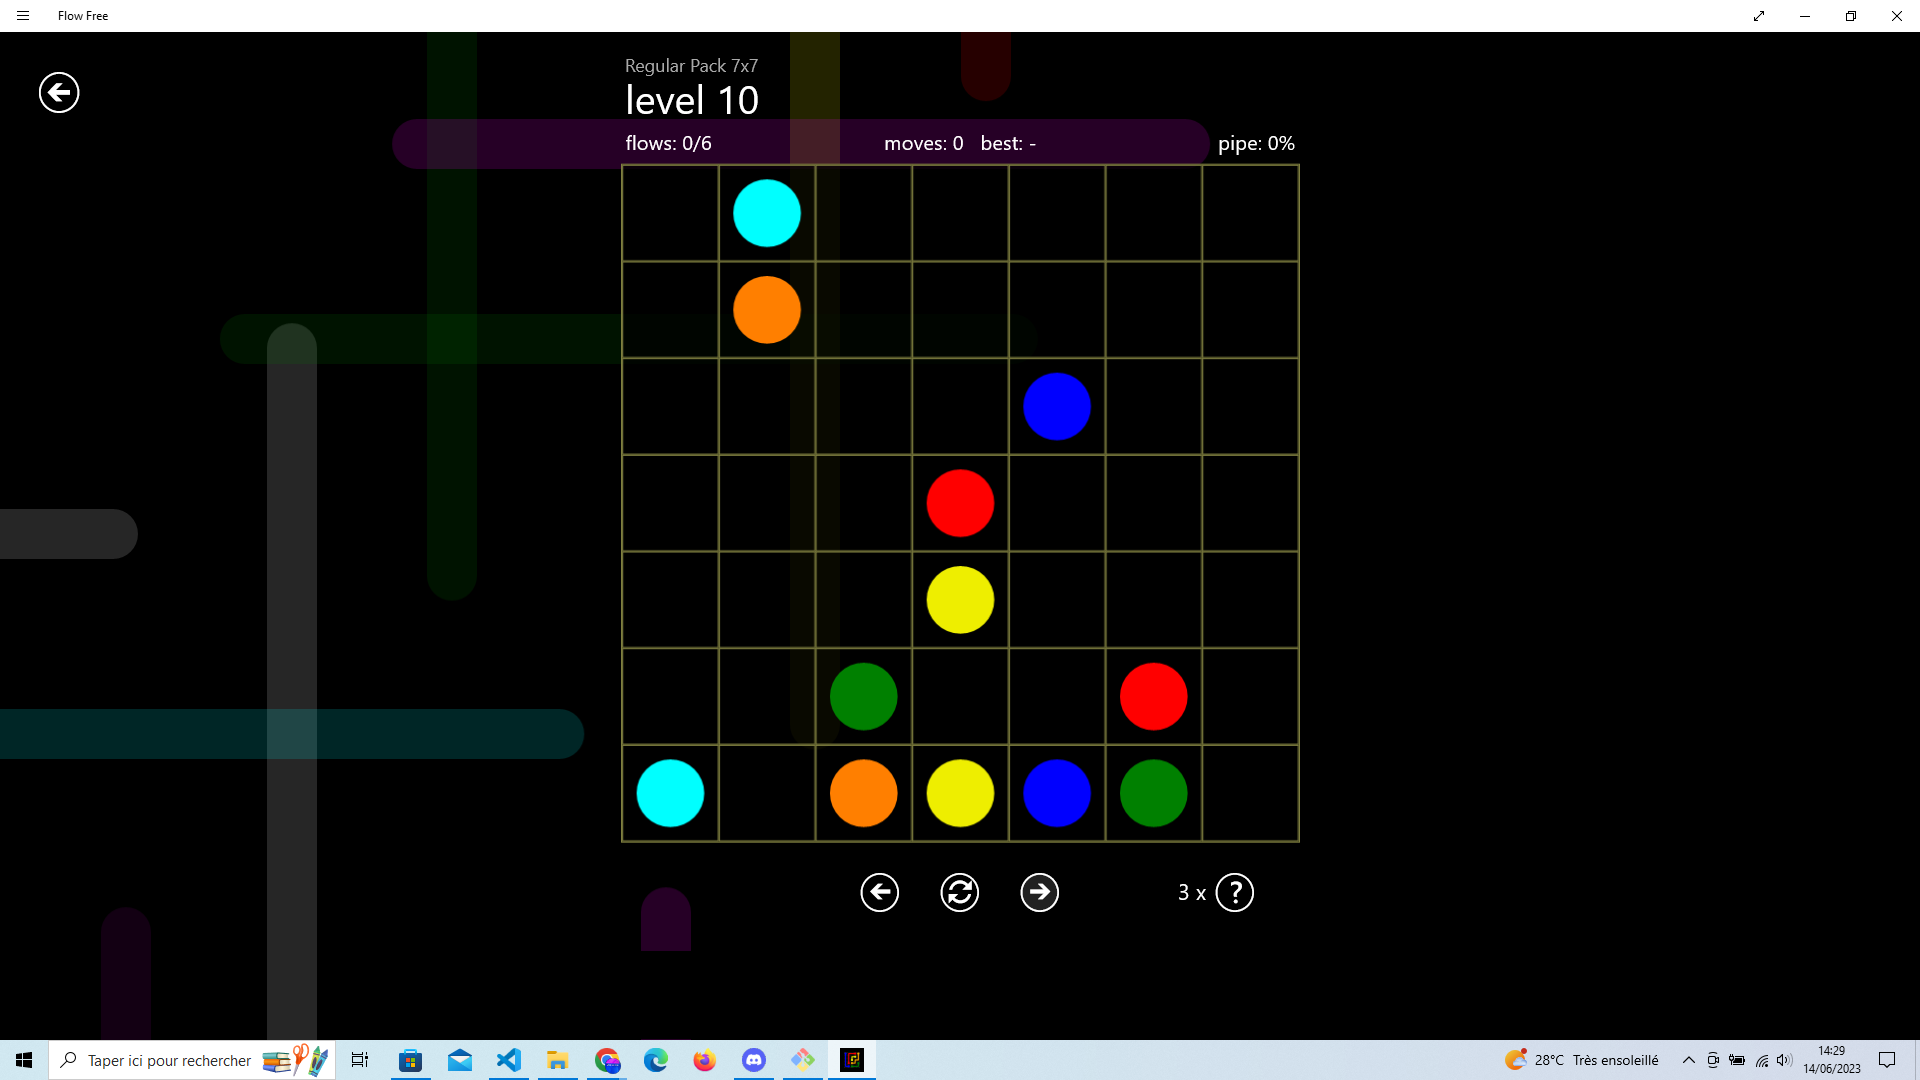 Flow Free
Regular Pack 7x7
level 10
flows: 0/6
moves: 0 best: -
pipe: 0%
3 x ?
Taper ici pour rechercher
28°C Très ensoleillé
14:29
14/06/2023